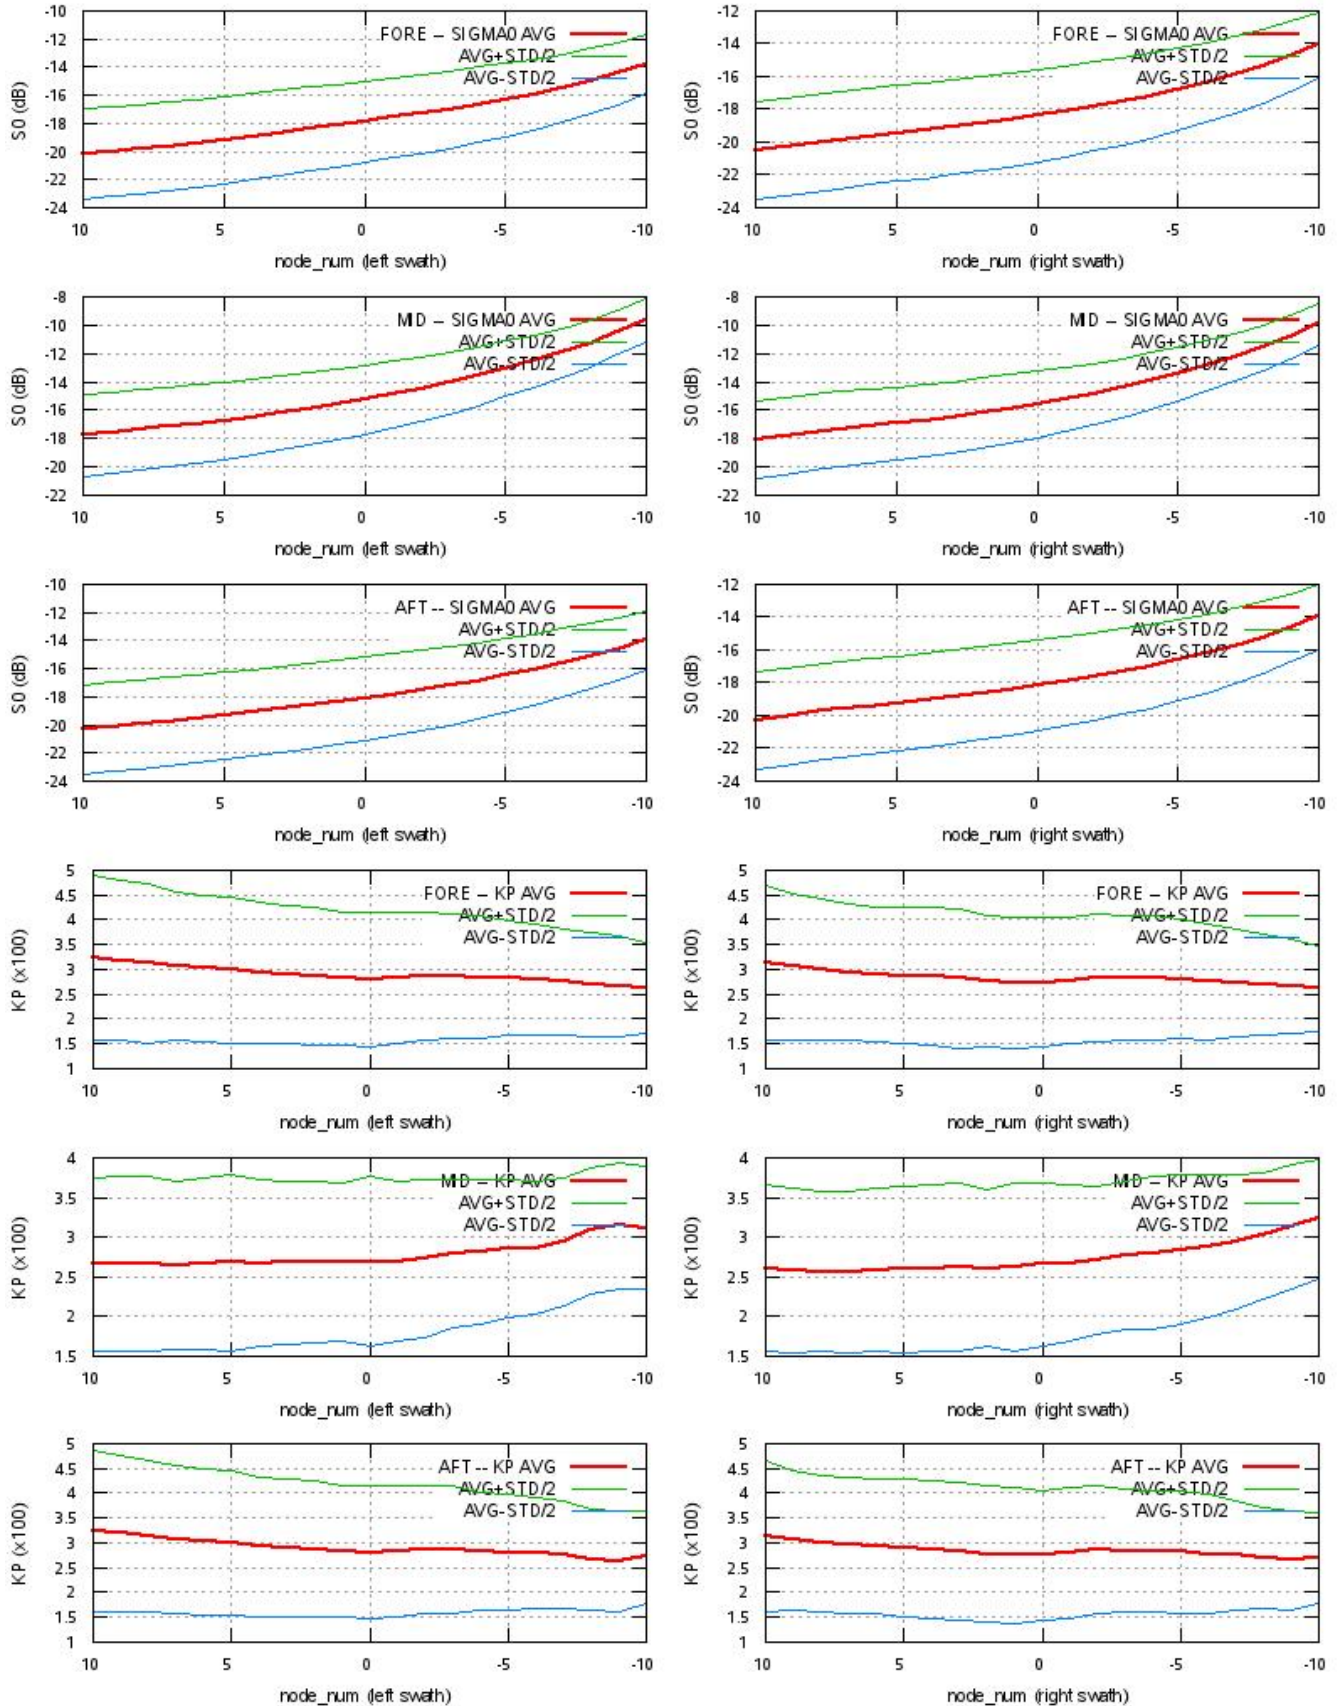 -10
-12
-14
-16
-18
-20
-22
-24
S0 (dB)
FORE -- SIGMA0 AVG
AVG+STD/2
AVG-STD/2
10 5 0 -5 -10
node_num (left swath)
-12
-14
-16
-18
-20
-22
-24
S0 (dB)
FORE -- SIGMA0 AVG
AVG+STD/2
AVG-STD/2
10 5 0 -5 -10
node_num (right swath)
-8
-10
-12
-14
-16
-18
-20
-22
S0 (dB)
MID -- SIGMA0 AVG
AVG+STD/2
AVG-STD/2
10 5 0 -5 -10
node_num (left swath)
-8
-10
-12
-14
-16
-18
-20
-22
S0 (dB)
MID -- SIGMA0 AVG
AVG+STD/2
AVG-STD/2
10 5 0 -5 -10
node_num (right swath)
-10
-12
-14
-16
-18
-20
-22
-24
S0 (dB)
AFT -- SIGMA0 AVG
AVG+STD/2
AVG-STD/2
10 5 0 -5 -10
node_num (left swath)
-12
-14
-16
-18
-20
-22
-24
S0 (dB)
AFT -- SIGMA0 AVG
AVG+STD/2
AVG-STD/2
10 5 0 -5 -10
node_num (right swath)
5
4.5
4
3.5
3
2.5
2
1.5
1
KP (x100)
FORE -- KP AVG
AVG+STD/2
AVG-STD/2
10 5 0 -5 -10
node_num (left swath)
5
4.5
4
3.5
3
2.5
2
1.5
1
KP (x100)
FORE -- KP AVG
AVG+STD/2
AVG-STD/2
10 5 0 -5 -10
node_num (right swath)
4
3.5
3
2.5
2
1.5
KP (x100)
MID -- KP AVG
AVG+STD/2
AVG-STD/2
10 5 0 -5 -10
node_num (left swath)
4
3.5
3
2.5
2
1.5
KP (x100)
MID -- KP AVG
AVG+STD/2
AVG-STD/2
10 5 0 -5 -10
node_num (right swath)
5
4.5
4
3.5
3
2.5
2
1.5
1
KP (x100)
AFT -- KP AVG
AVG+STD/2
AVG-STD/2
10 5 0 -5 -10
node_num (left swath)
5
4.5
4
3.5
3
2.5
2
1.5
1
KP (x100)
AFT -- KP AVG
AVG+STD/2
AVG-STD/2
10 5 0 -5 -10
node_num (right swath)